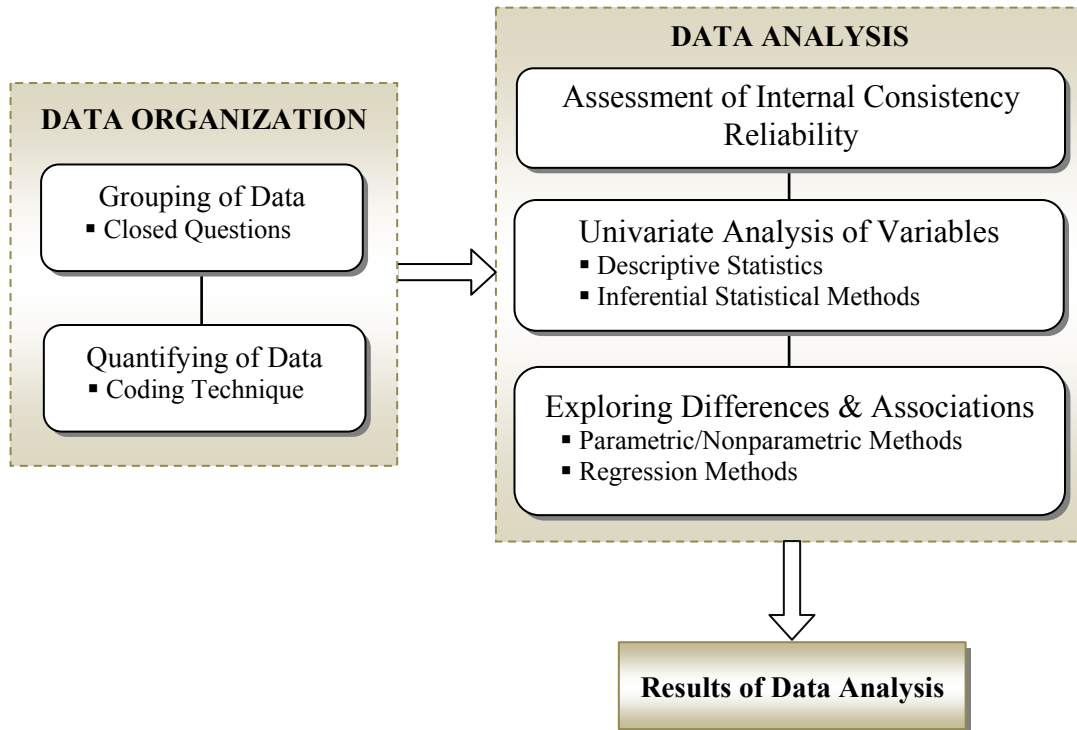 DATA ORGANIZATION
Grouping of Data
▪ Closed Questions
Quantifying of Data
▪ Coding Technique
DATA ANALYSIS
Assessment of Internal Consistency
Reliability
Univariate Analysis of Variables
▪ Descriptive Statistics
▪ Inferential Statistical Methods
Exploring Differences & Associations
▪ Parametric/Nonparametric Methods
▪ Regression Methods
Results of Data Analysis